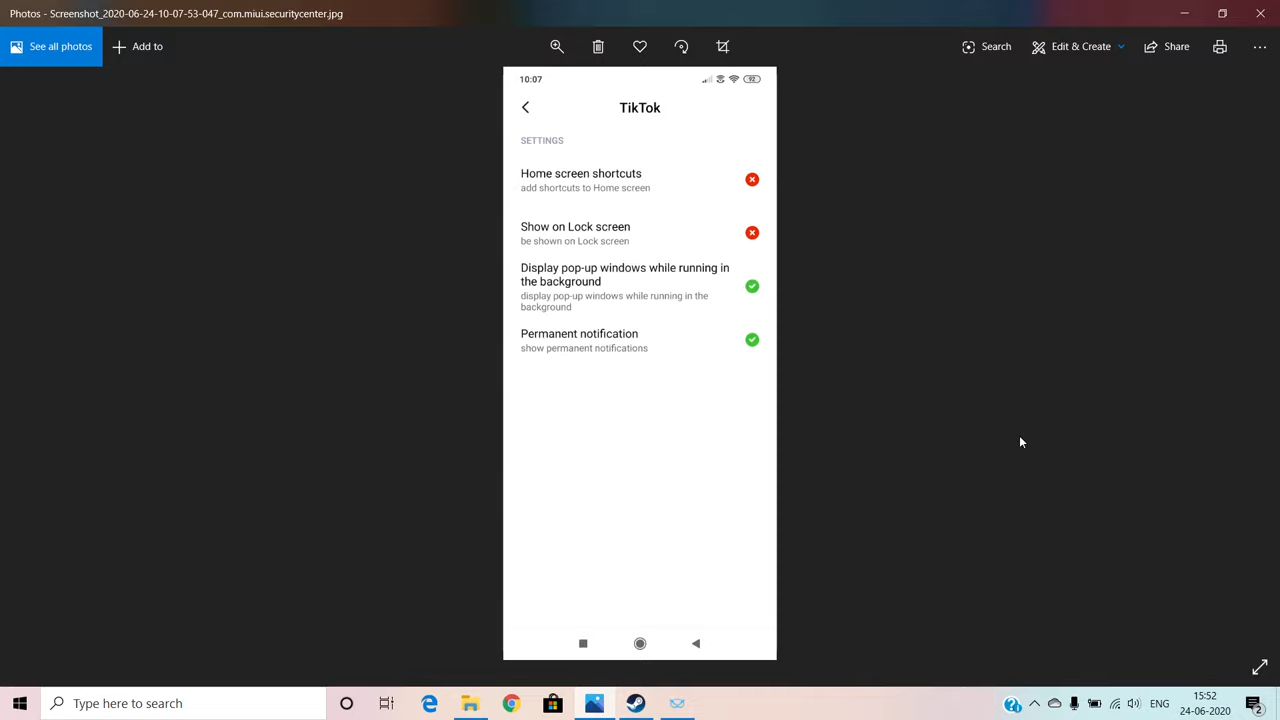 Photos - Screenshot_2020-06-24-10-07-53-047_com.miui.securitycenter.jpg
See all photos
Add to
Search
Edit & Create
Share
10:07
92
TikTok
SETTINGS
Home screen shortcuts
add shortcuts to Home screen
Show on Lock screen
be shown on Lock screen
Display pop-up windows while running in
the background
display pop-up windows while running in the
background
Permanent notification
show permanent notifications
Type here to search
ENG
15:52
24-06-2020
2